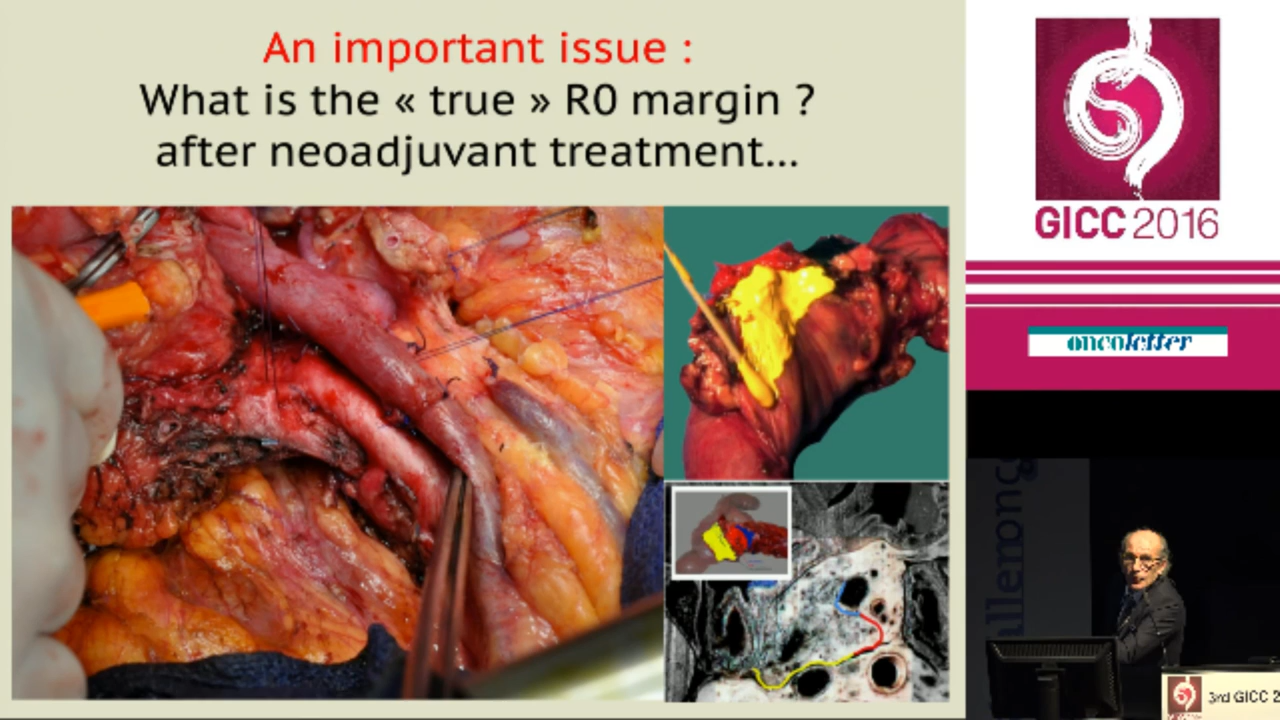 An important issue :
What is the « true » R0 margin ?
after neoadjuvant treatment...
GICC 2016
oncoletter
3rd GICC 2